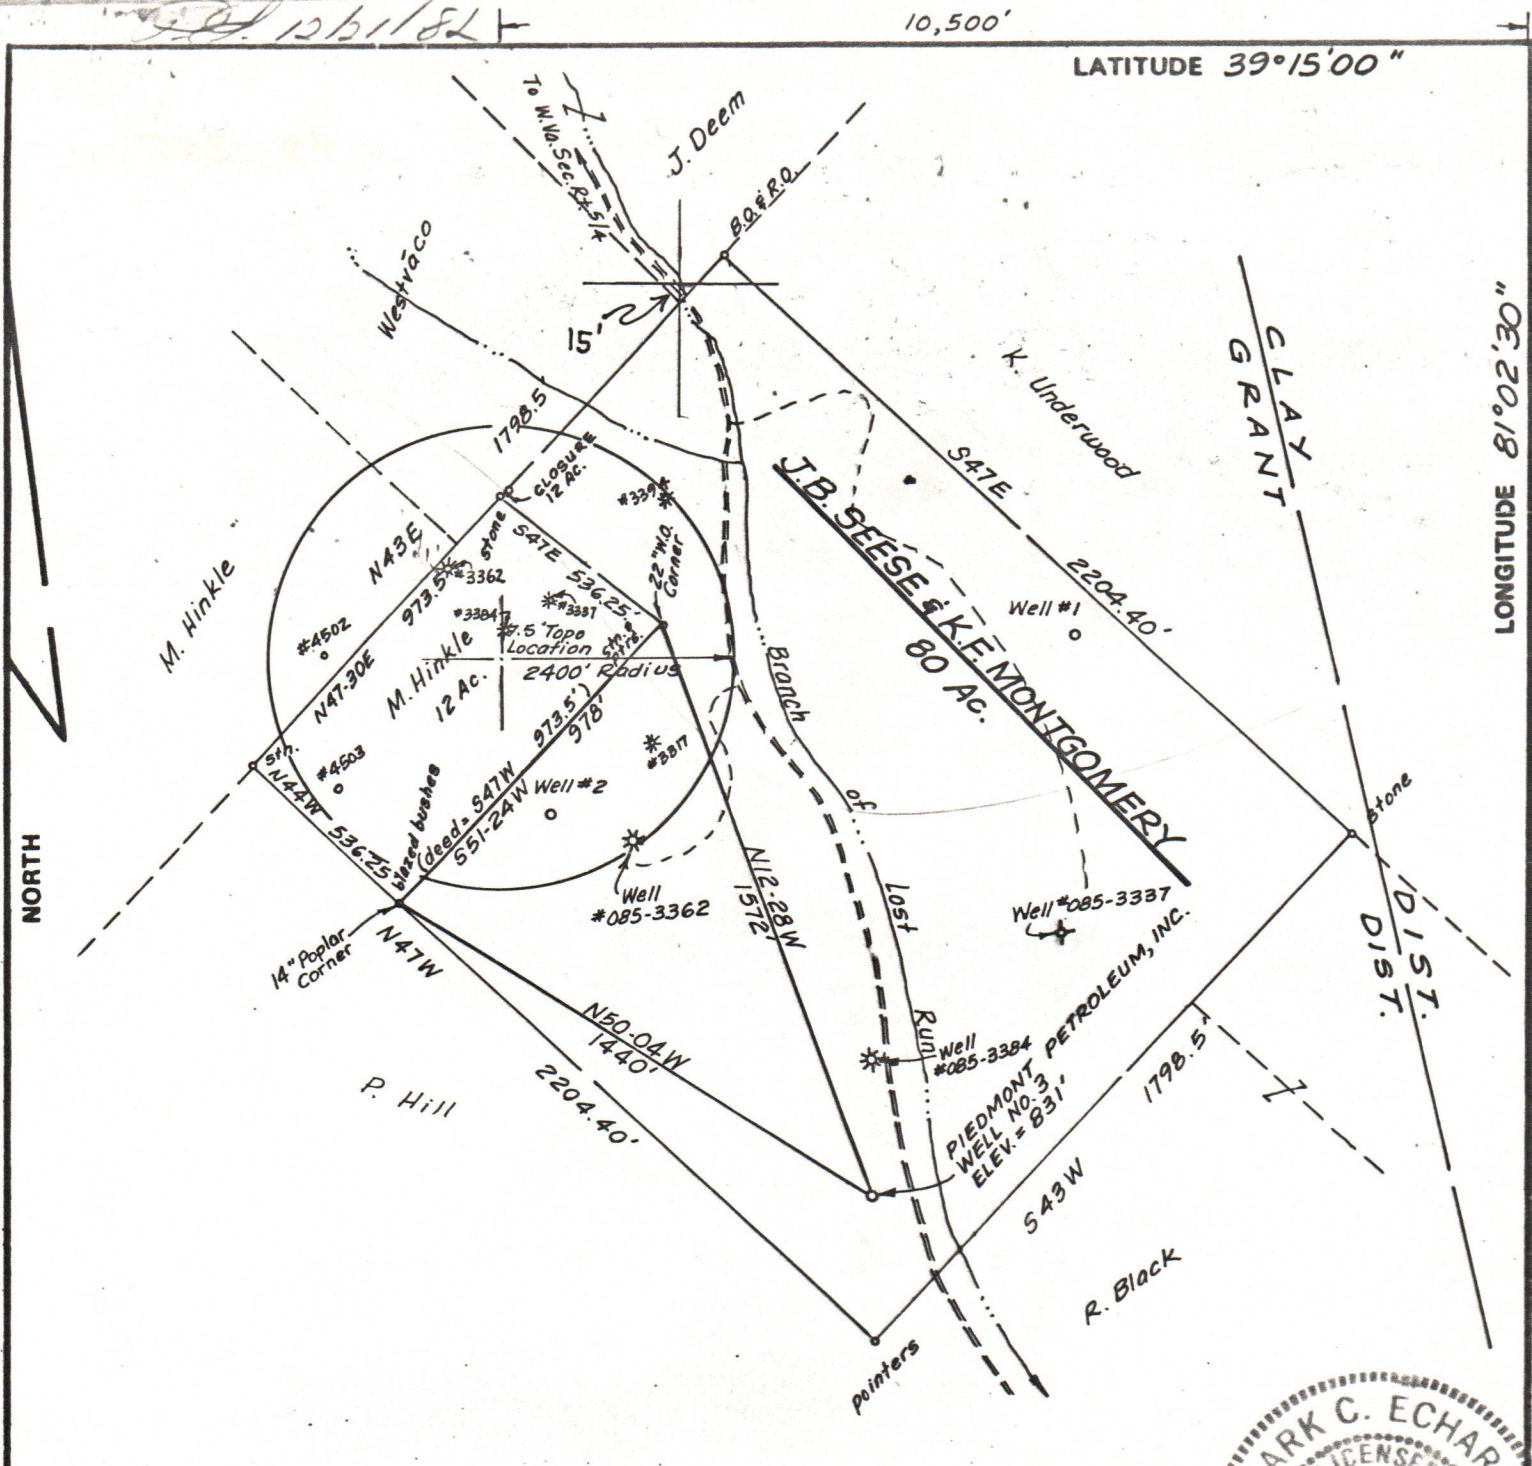 12/21/82
10,500'
LATITUDE 39°15'00"
To W.Va. Sec. Rt. 5/4
J. Deem
B.O. & R.O.
Westvaco
15'
1798.5'
CLOSURE
12 Ac.
K. Underwood
CLAY
GRANT
LONGITUDE 81°02'30"
S47E
2204.40'
J.B. SEESE & K.F. MONTGOMERY
80 Ac.
Well #1
M. Hinkle
N43E
973.5'
stone
S47E 536.25'
22" W.O.
Corner
#3394
#3362
#3337
#3384
7.5' Topo
Location
2400' Radius
#4502
N47-30E
M. Hinkle
12 Ac.
stn.
N44W 536.25'
#4503
blazed bushes
(deed = S47W 973.5')
S51-24W 978'
Well #2
#3317
Well
#085-3362
14" Poplar
Corner
N47W
2204.40'
N50-04W
1440'
N12-28W
1572'
Branch
of
Lost
Run
Well #085-3337
Well
#085-3384
PIEDMONT PETROLEUM, INC.
WELL NO. 3
ELEV. = 831'
stone
DIST.
DIST.
1798.5'
S43W
P. Hill
R. Black
pointers
NORTH
ARK C. ECHAR
ICENSE